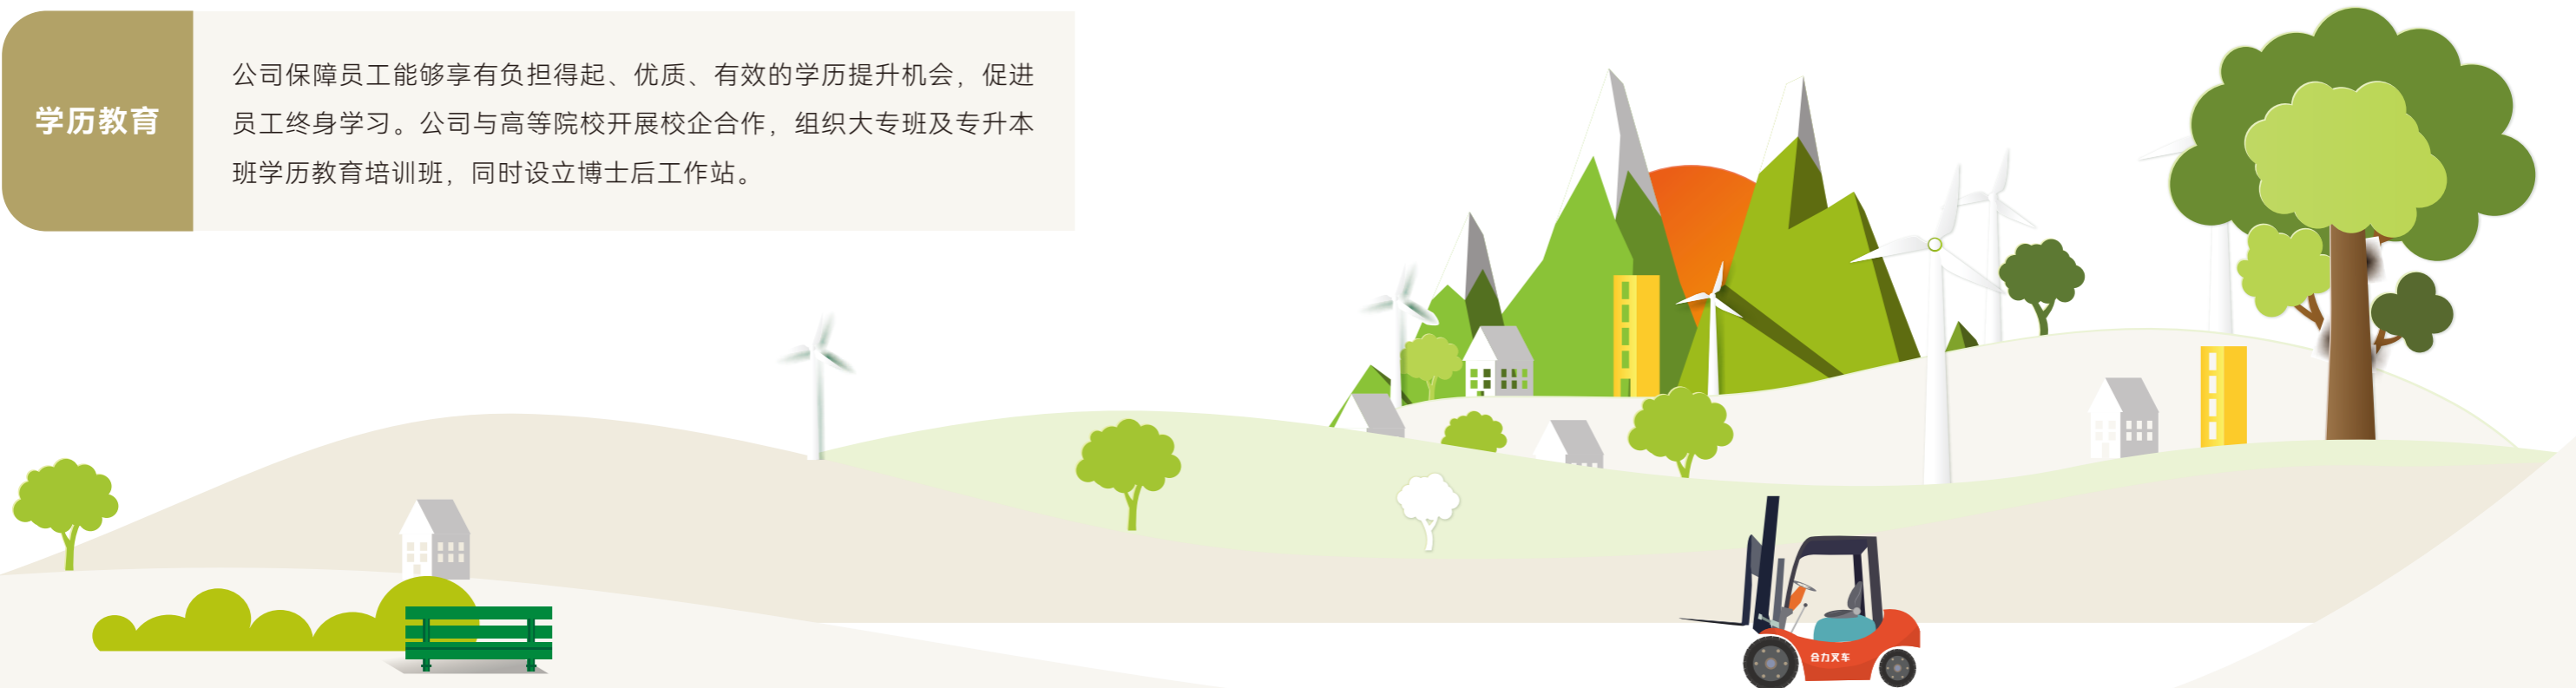 学历教育
公司保障员工能够享有负担得起、优质、有效的学历提升机会，促进
员工终身学习。公司与高等院校开展校企合作，组织大专班及专升本
班学历教育培训班，同时设立博士后工作站。
合力叉车